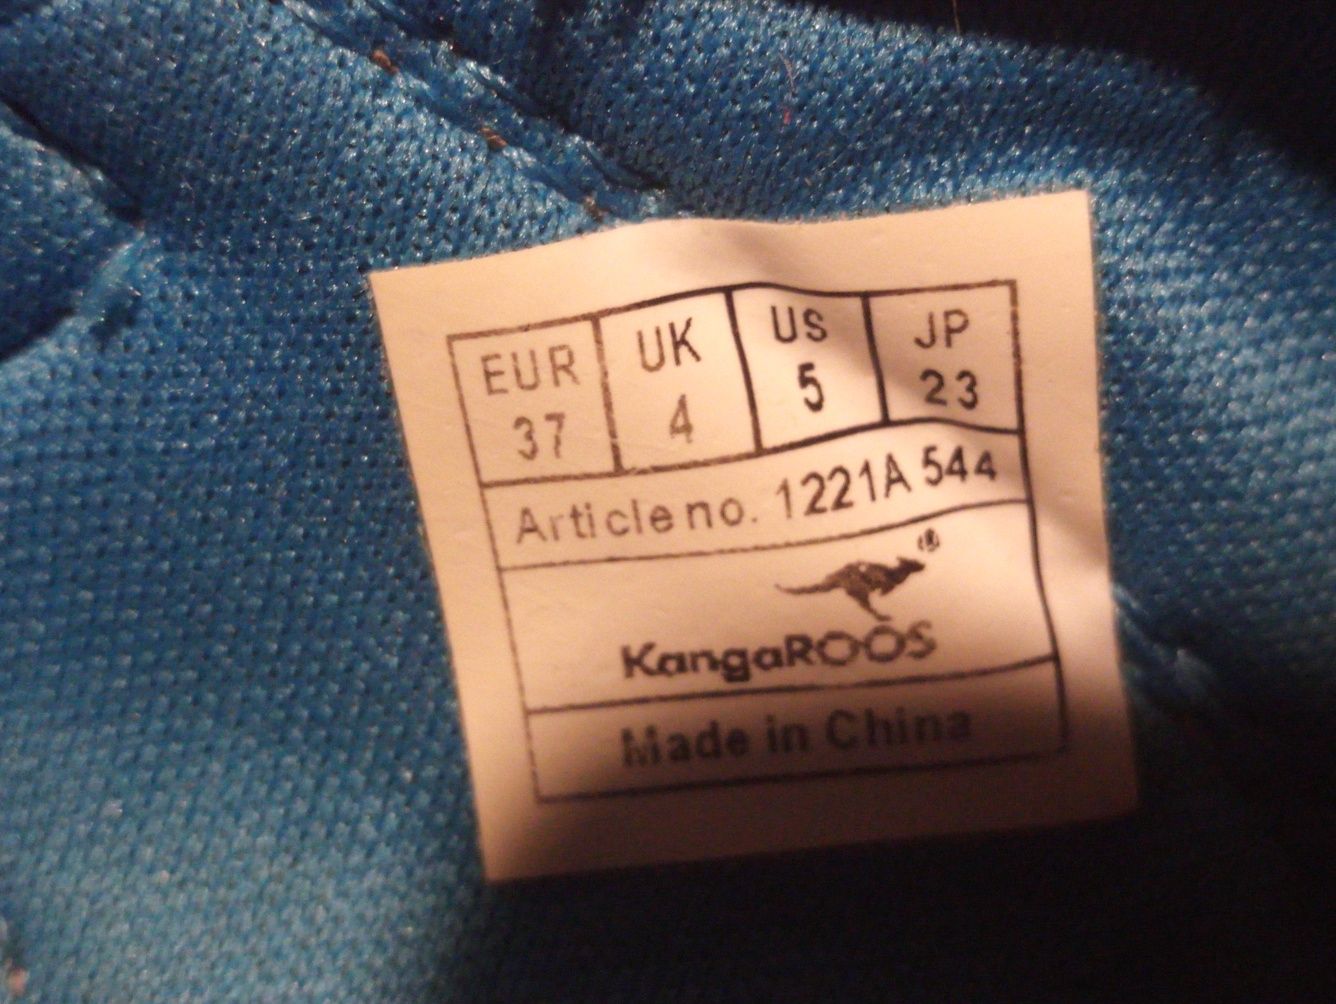 EUR UK US JP
37 4 5 23
Article no. 1221A 544
®
KangaROOS
Made in China